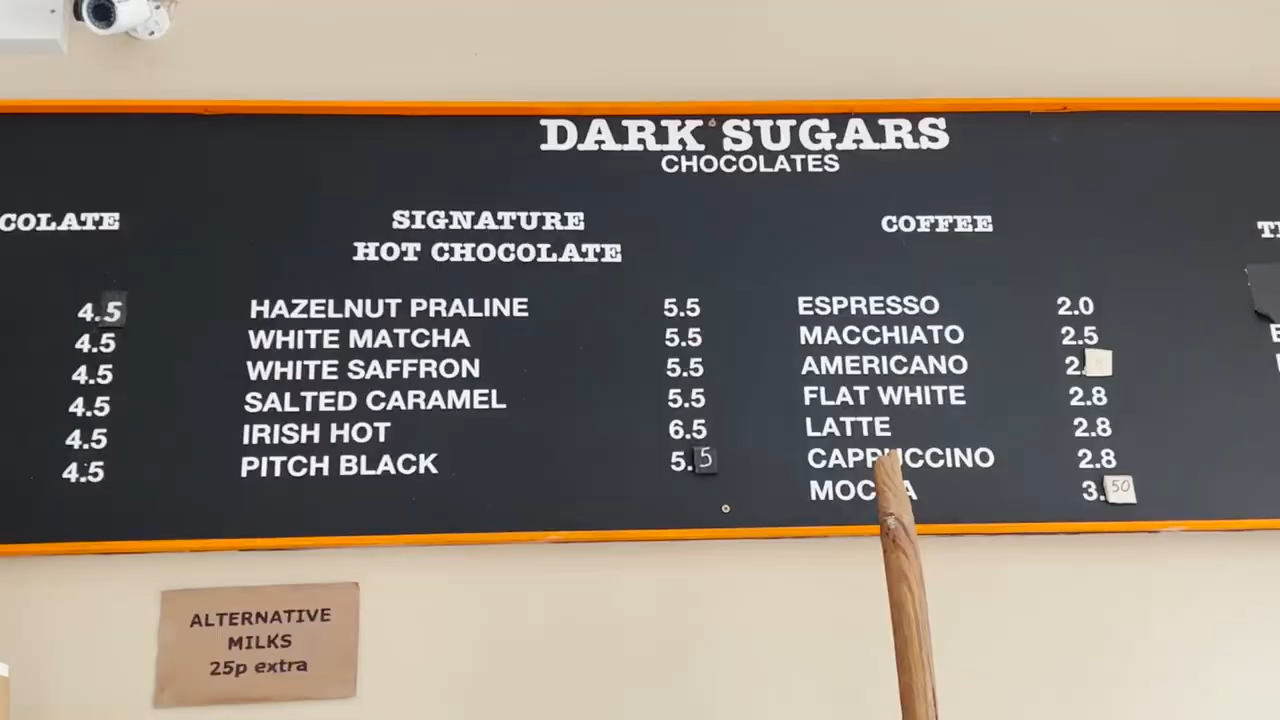 DARK SUGARS
CHOCOLATES
COLATE
4.5
4.5
4.5
4.5
4.5
4.5
SIGNATURE
HOT CHOCOLATE
HAZELNUT PRALINE 5.5
WHITE MATCHA 5.5
WHITE SAFFRON 5.5
SALTED CARAMEL 5.5
IRISH HOT 6.5
PITCH BLACK 5.5
COFFEE
ESPRESSO 2.0
MACCHIATO 2.5
AMERICANO 2.
FLAT WHITE 2.8
LATTE 2.8
CAPPUCCINO 2.8
MOCHA 3.50
ALTERNATIVE
MILKS
25p extra